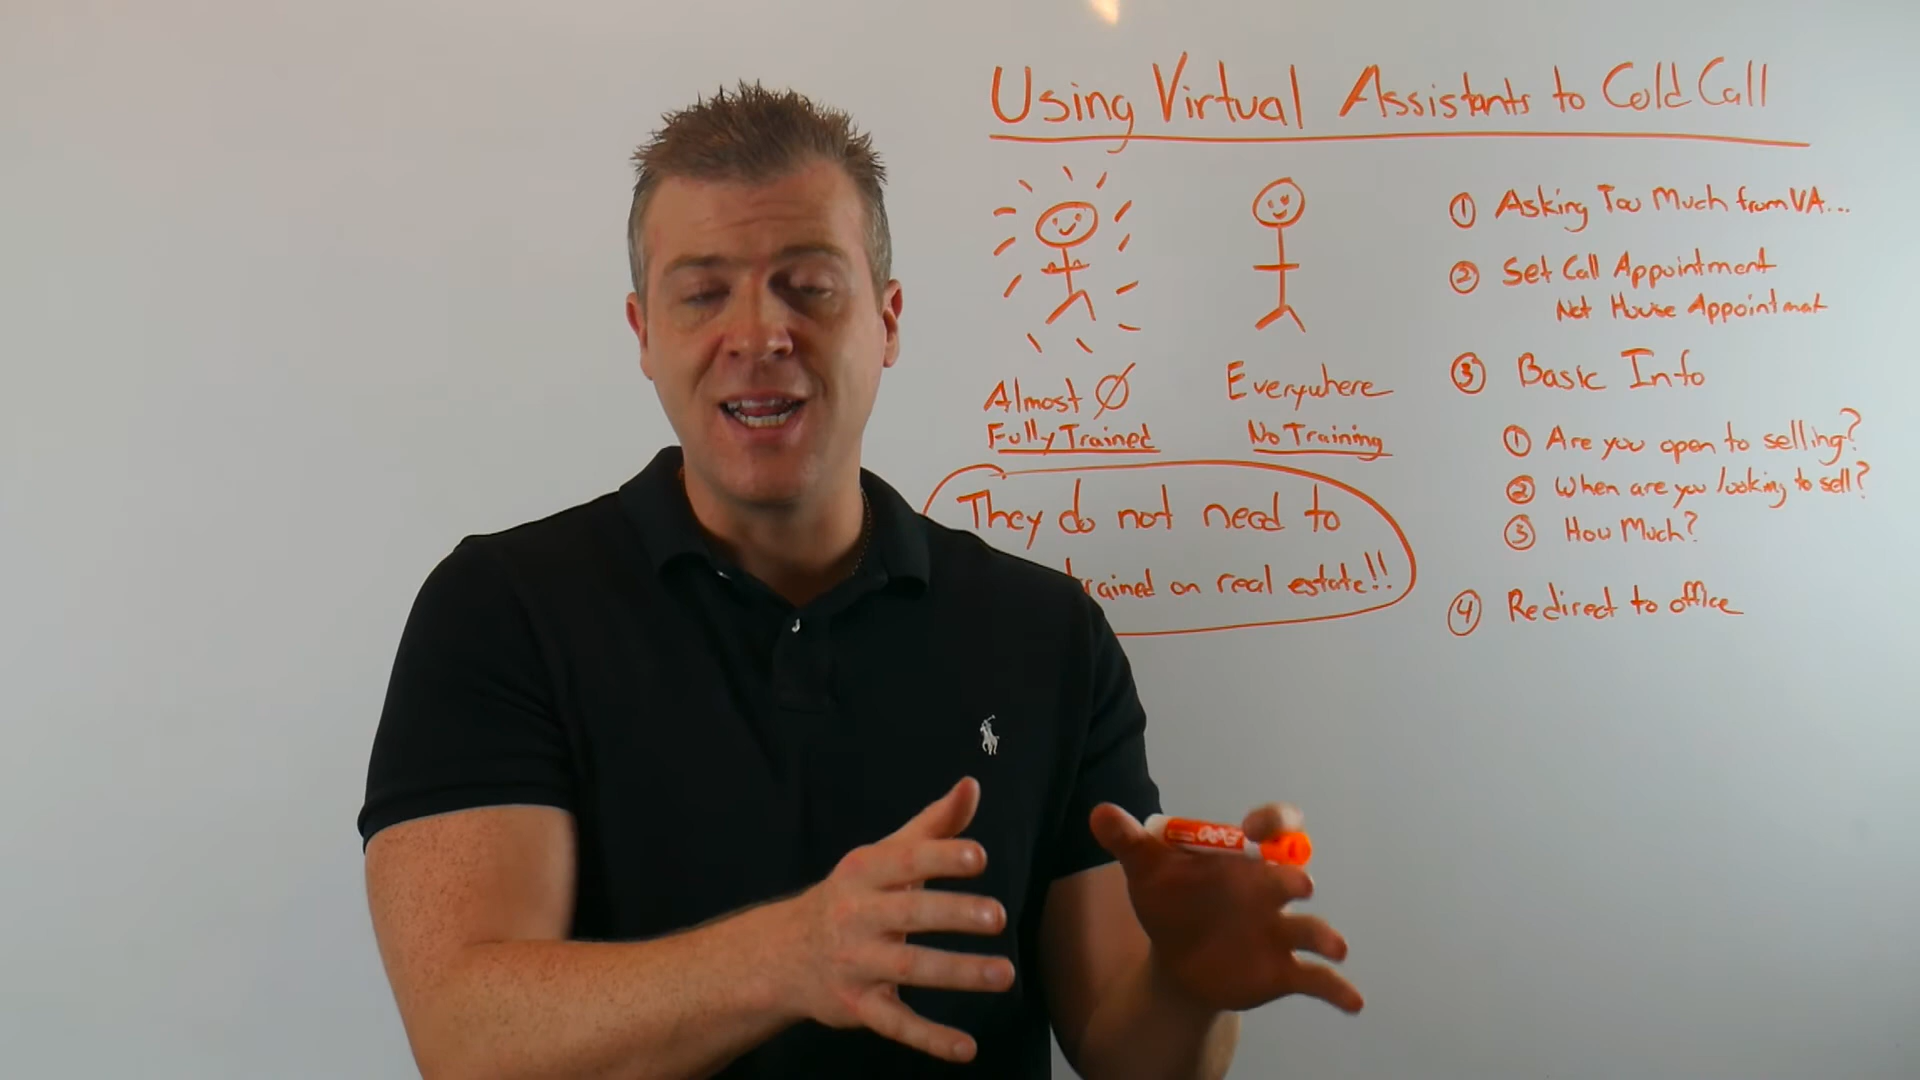 Using Virtual Assistants to Cold Call
Almost Ø
Fully Trained
Everywhere
No Training
They do not need to
trained on real estate!!
① Asking Too Much from VA...
② Set Call Appointment
Not House Appointmat
③ Basic Info
① Are you open to selling?
② When are you looking to sell?
③ How Much?
④ Redirect to office
EXPO